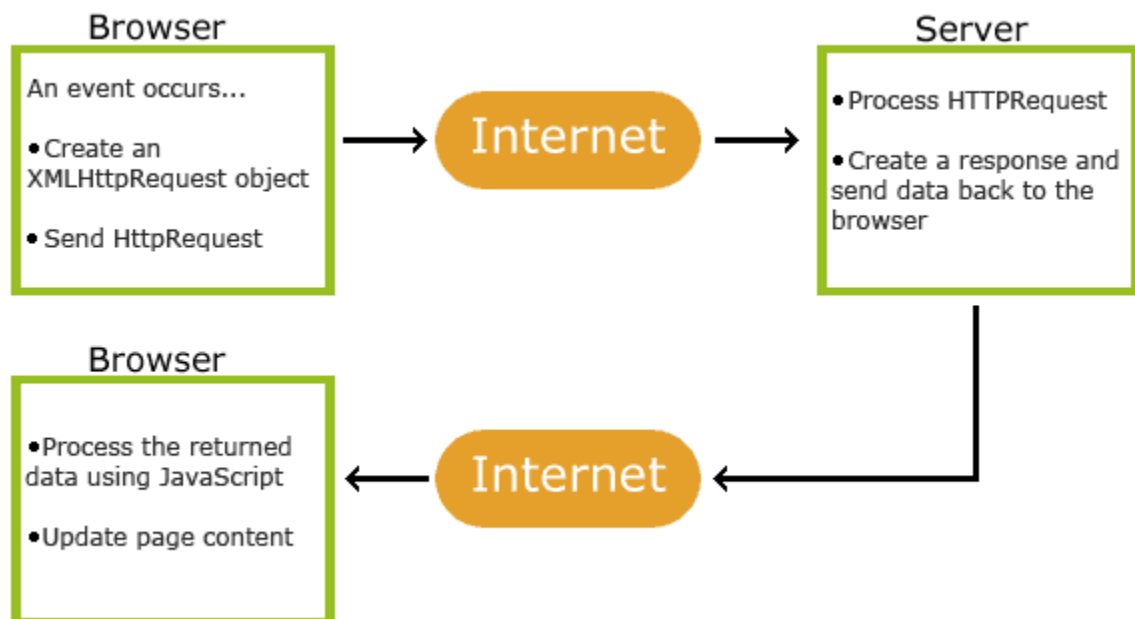 Browser
An event occurs...
•Create an
XMLHttpRequest object
• Send HttpRequest
Internet
Server
•Process HTTPRequest
•Create a response and
send data back to the
browser
Browser
•Process the returned
data using JavaScript
•Update page content
Internet